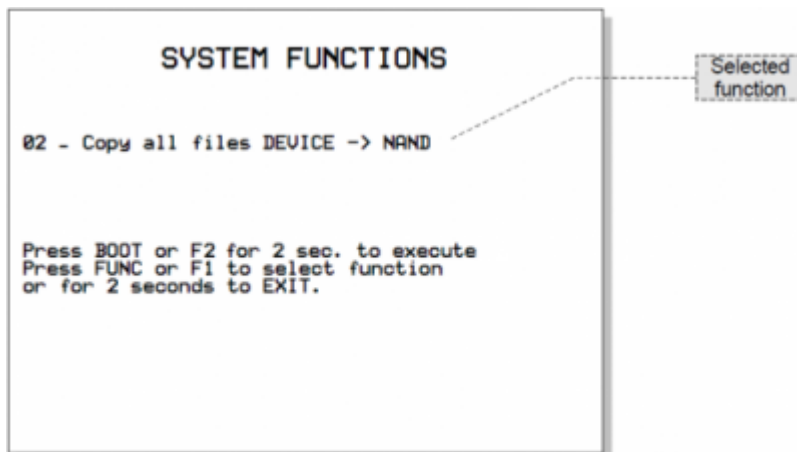 SYSTEM FUNCTIONS
Selected
function
02 - Copy all files DEVICE -> NAND
Press BOOT or F2 for 2 sec. to execute
Press FUNC or F1 to select function
or for 2 seconds to EXIT.